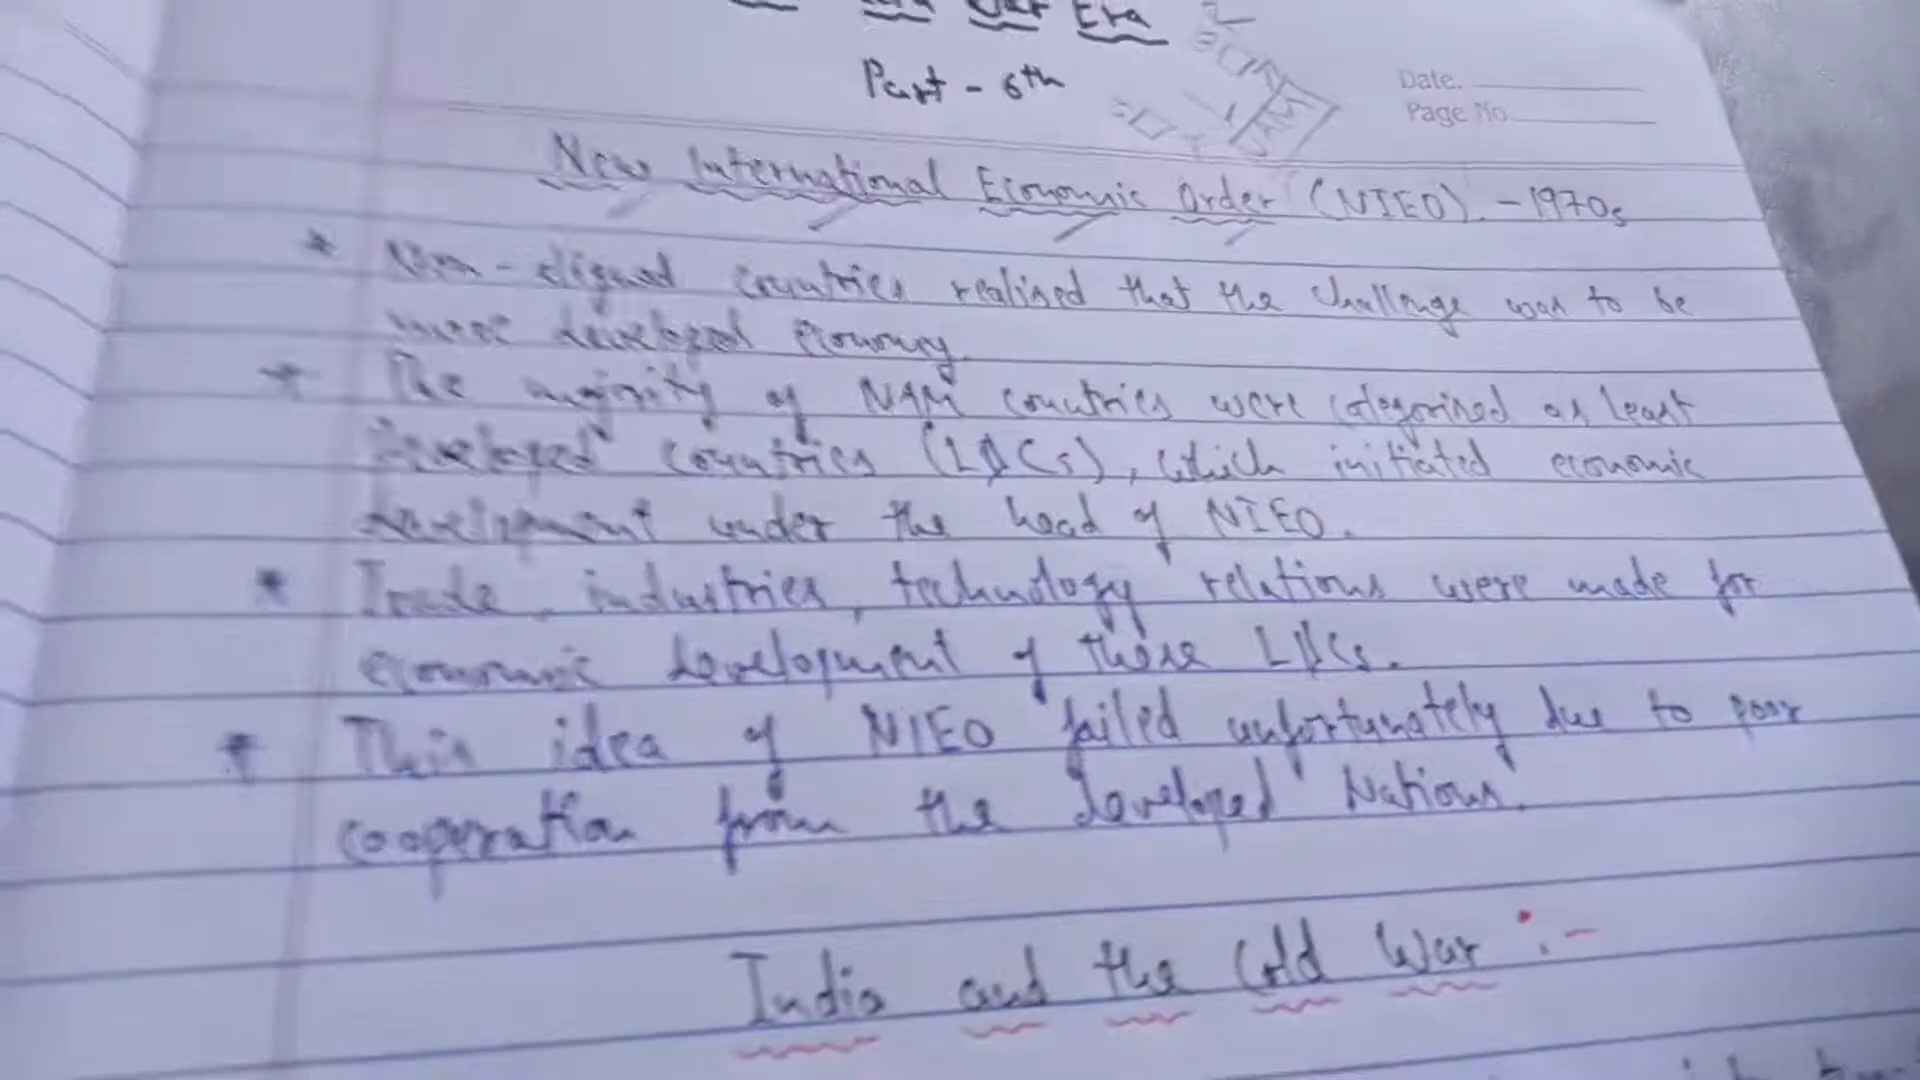 War Era
Part - 6th
Date.
Page No.
New International Economic Order (NIEO). - 1970s
* Non-aligned countries realised that the challenge was to be
more developed economy.
* The majority of NAM countries were categorised as least
developed countries (LDCs), which initiated economic
development under the head of NIEO.
* Trade, industries, technology relations were made for
economic development of these LDCs.
* This idea of NIEO failed unfortunately due to poor
cooperation from the developed Nations.
India and the Cold War :-